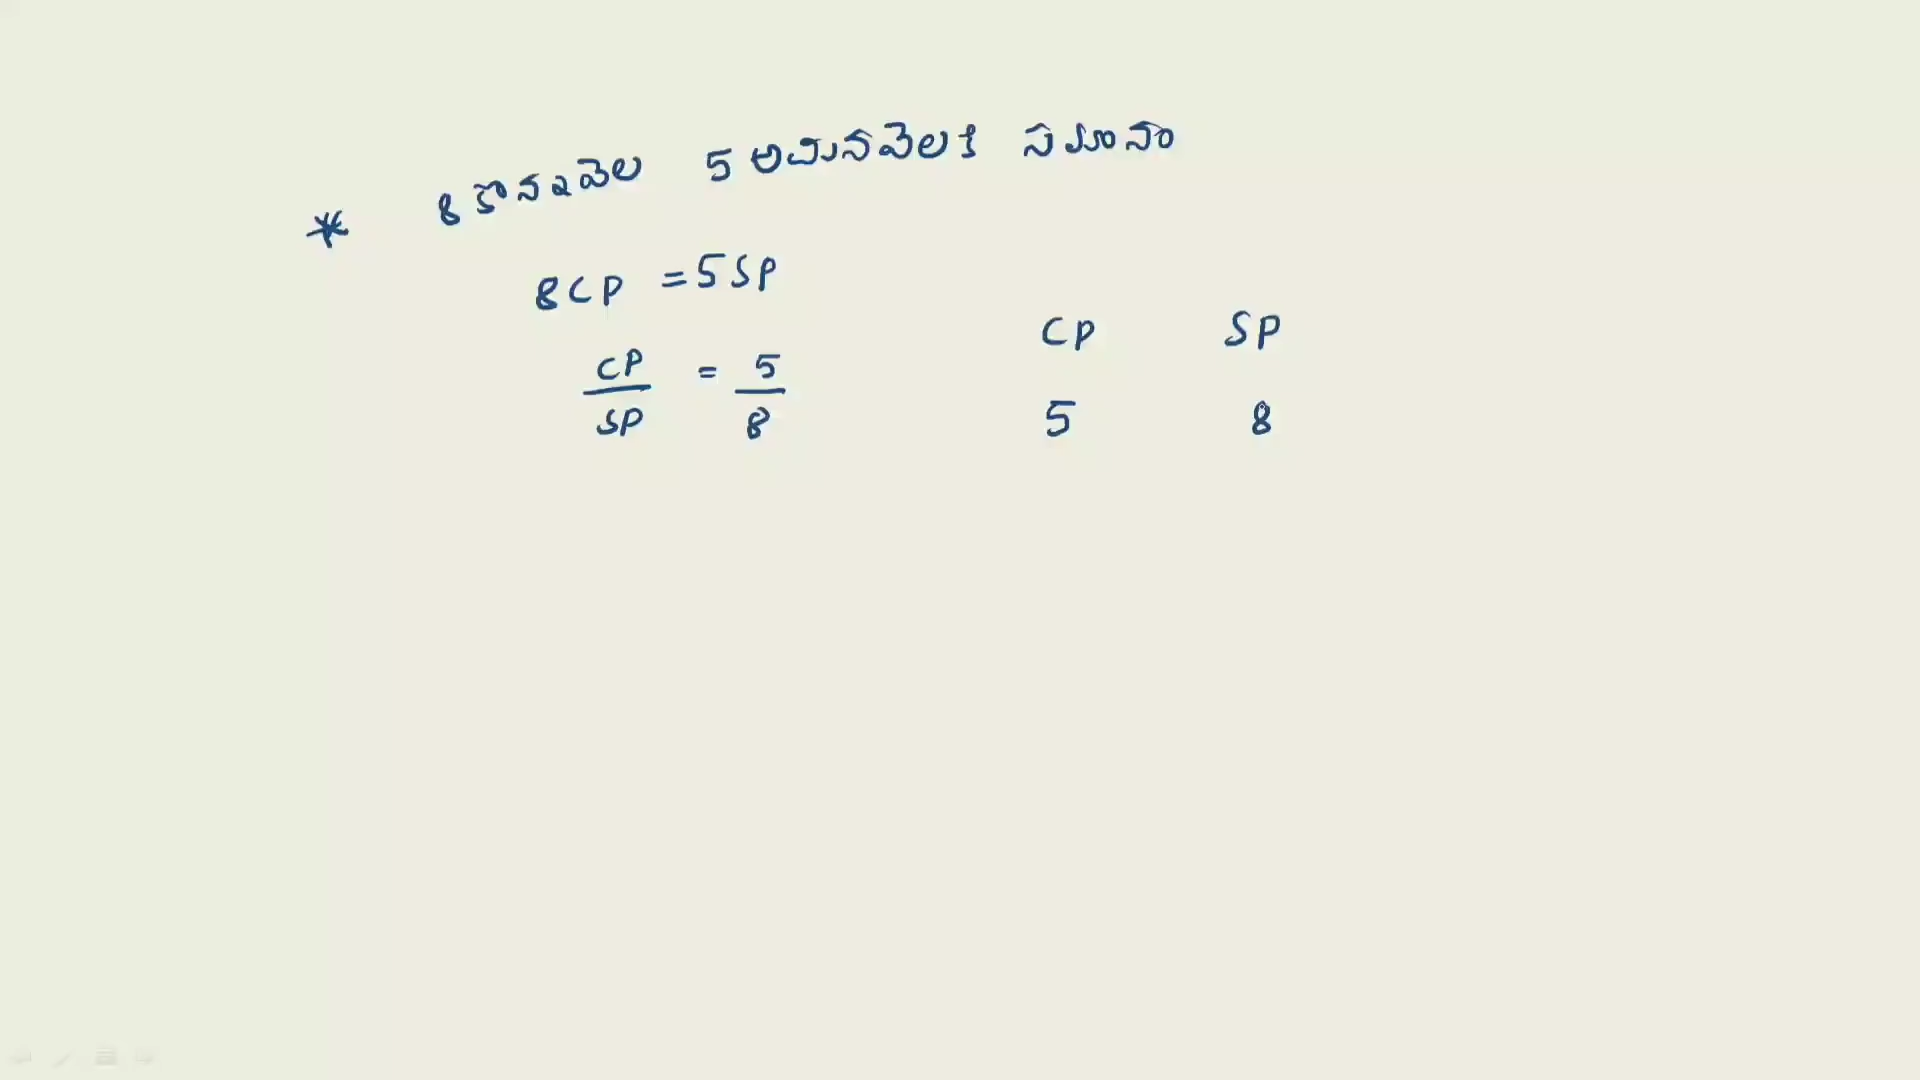 * 8 కొన్నవెల 5 అమినవెలకి సమానం
8CP = 5SP
CP/SP = 5/8
CP SP
5 8